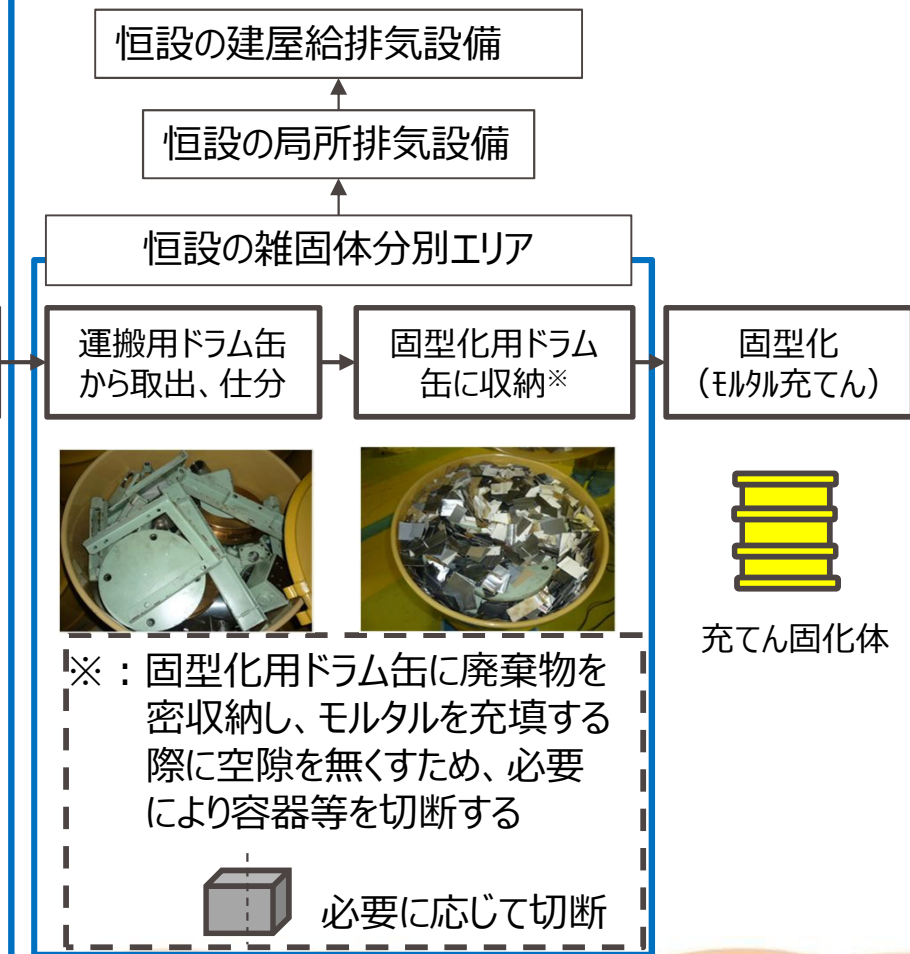 恒設の建屋給排気設備
恒設の局所排気設備
恒設の雑固体分別エリア
運搬用ドラム缶
から取出、仕分
固型化用ドラム
缶に収納※
固型化
(ﾓﾙﾀﾙ充てん)
充てん固化体
※:固型化用ドラム缶に廃棄物を
密収納し、モルタルを充填する
際に空隙を無くすため、必要
により容器等を切断する
必要に応じて切断